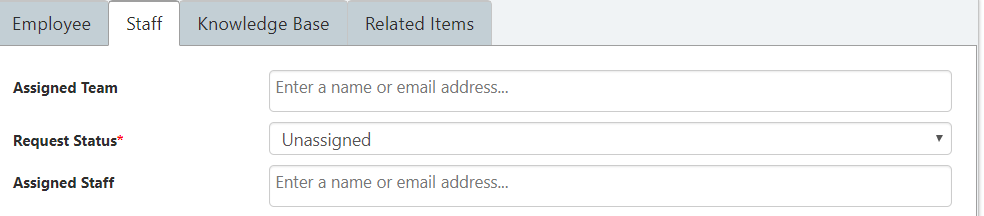 Employee Staff Knowledge Base Related Items
Assigned Team Enter a name or email address...
Request Status* Unassigned
Assigned Staff Enter a name or email address...